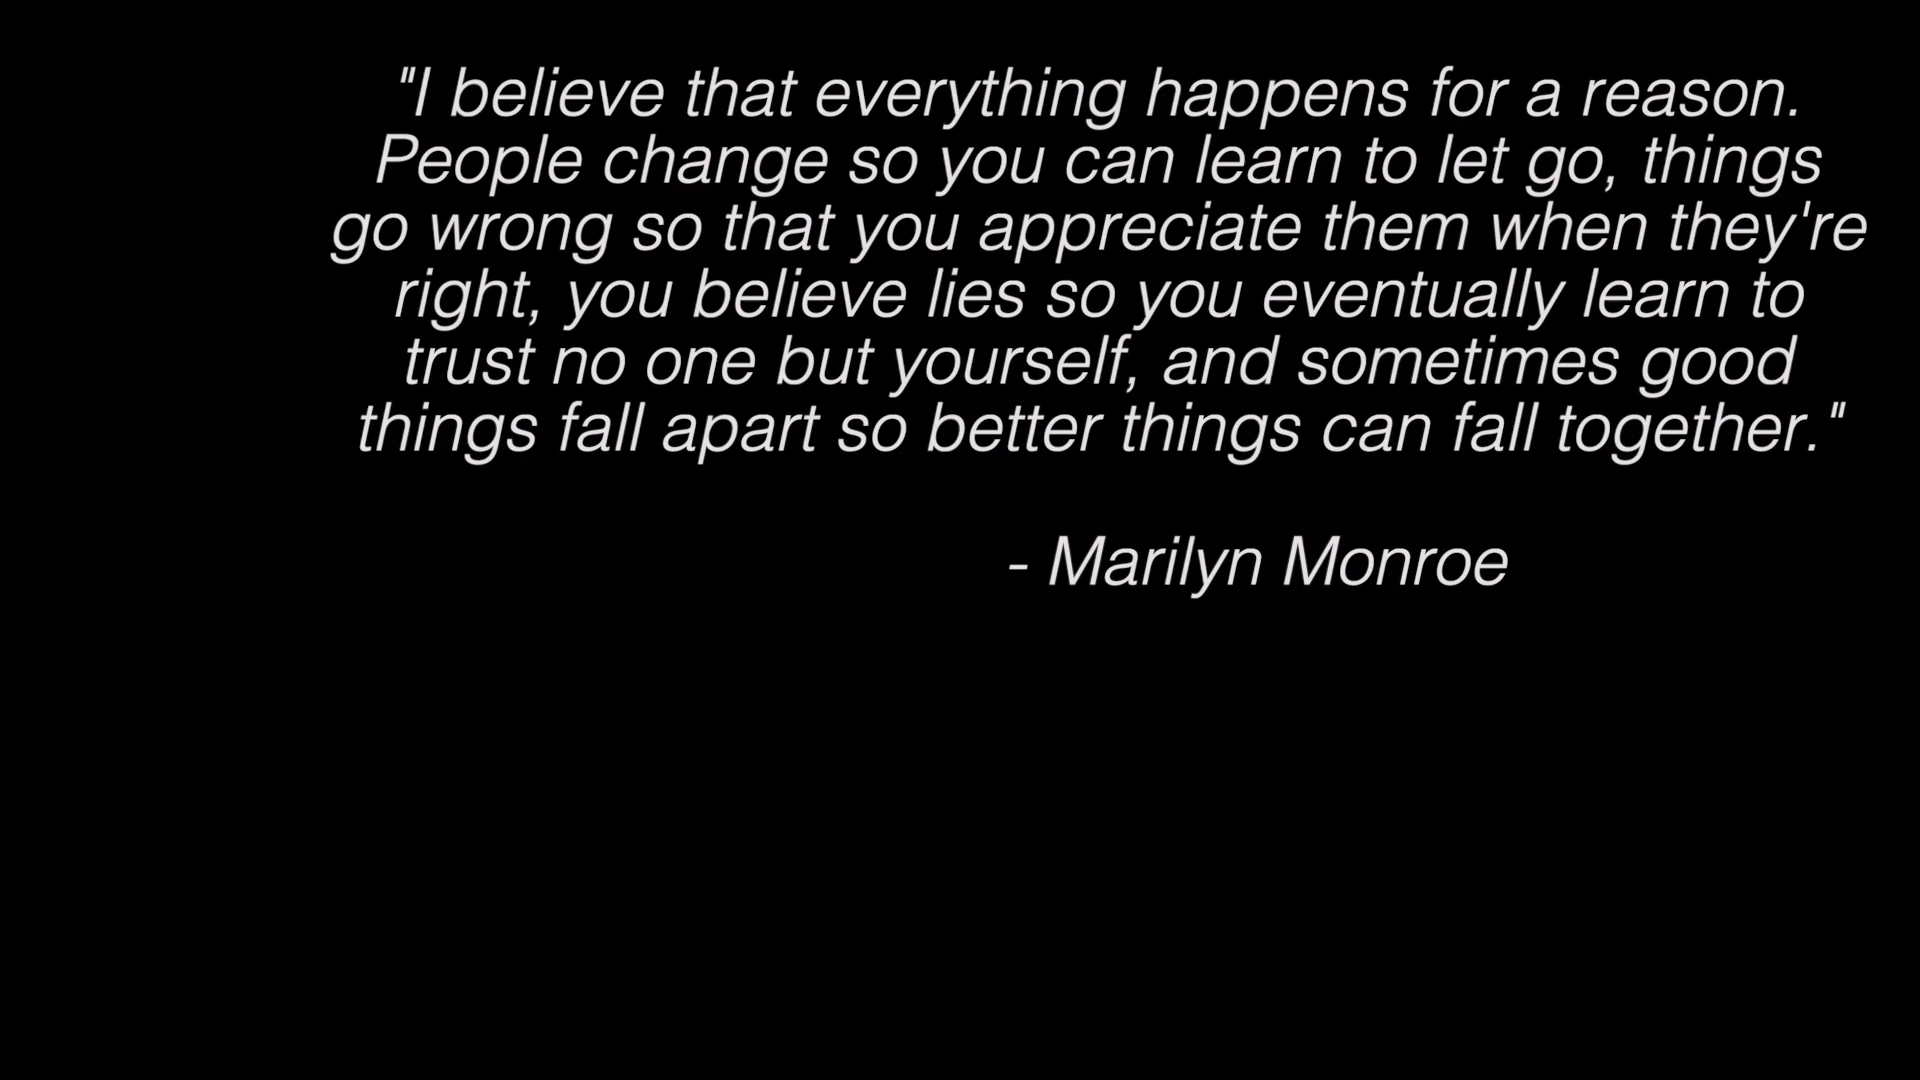 "I believe that everything happens for a reason.
People change so you can learn to let go, things
go wrong so that you appreciate them when they're
right, you believe lies so you eventually learn to
trust no one but yourself, and sometimes good
things fall apart so better things can fall together."
- Marilyn Monroe